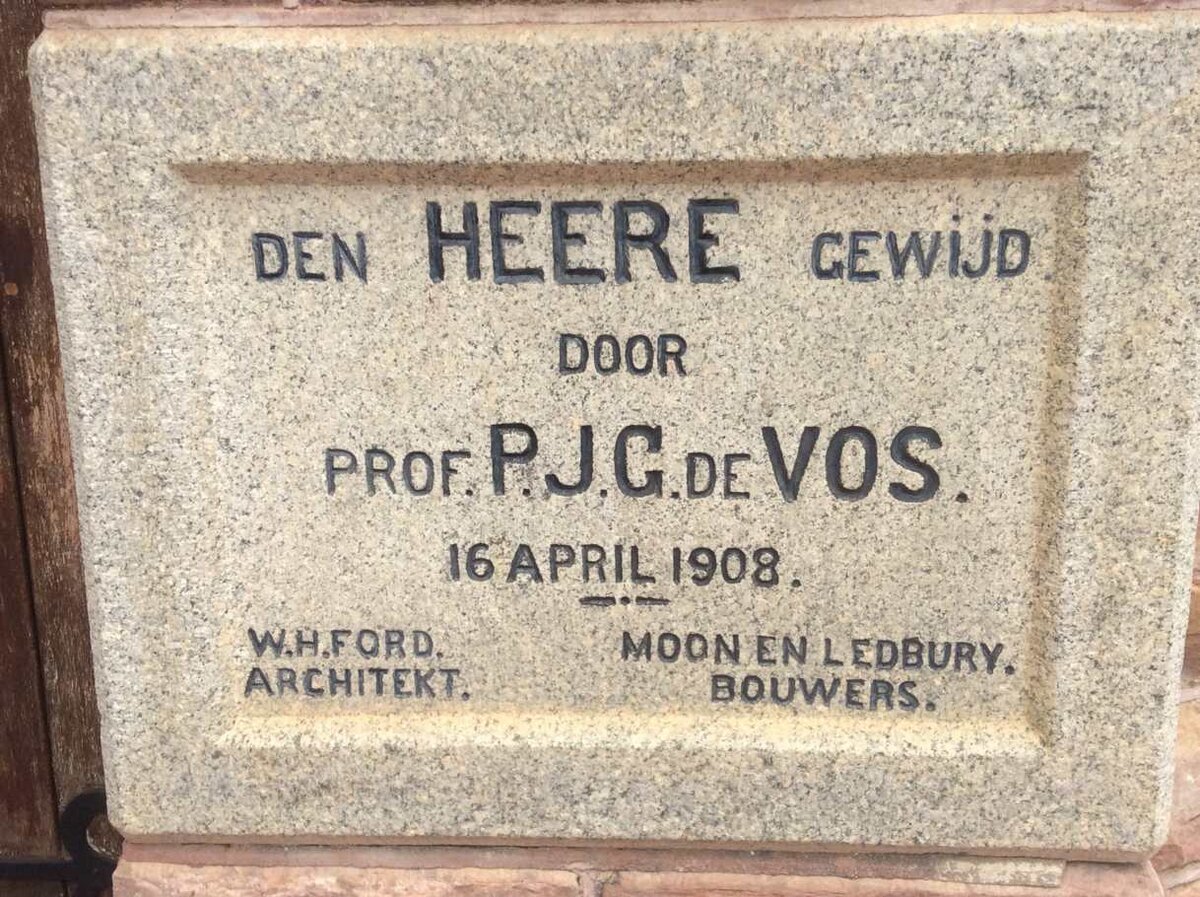 DEN HEERE GEWIJD
DOOR
PROF. P.J.G. DE VOS.
16 APRIL 1908.
W.H. FORD.
ARCHITEKT.
MOON EN LEDBURY.
BOUWERS.